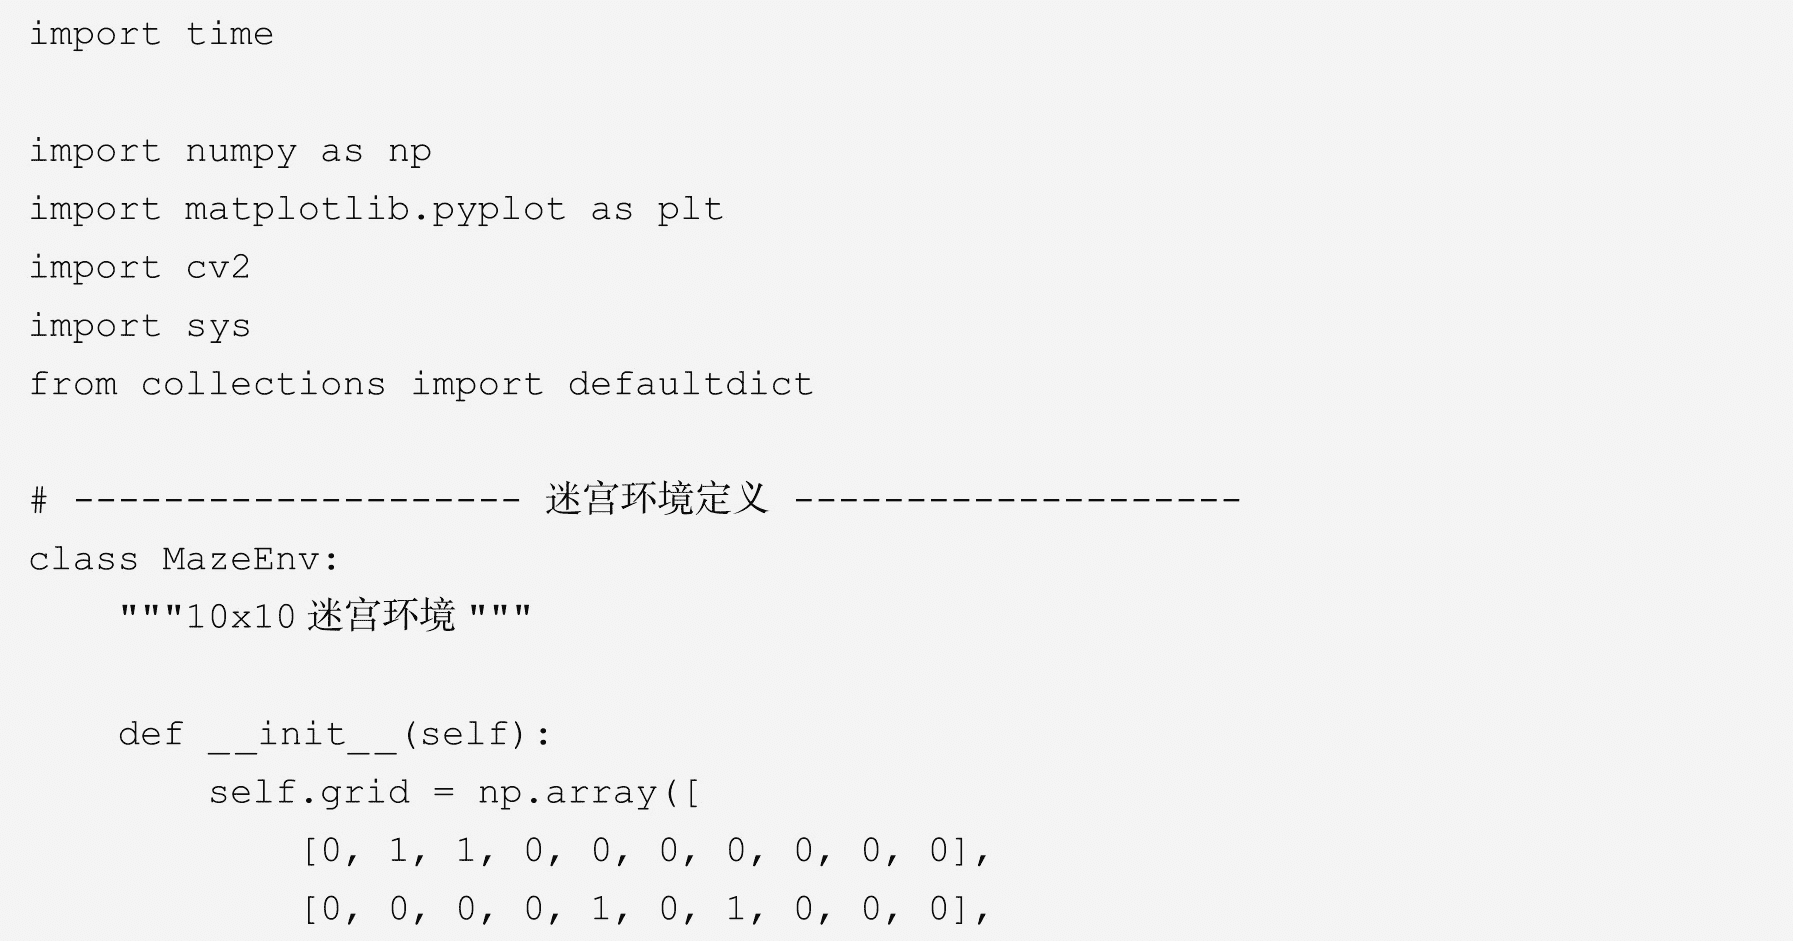 import time
import numpy as np
import matplotlib.pyplot as plt
import cv2
import sys
from collections import defaultdict
# -------------------- 迷宫环境定义 --------------------
class MazeEnv:
    """10x10 迷宫环境 """
    def __init__(self):
        self.grid = np.array([
            [0, 1, 1, 0, 0, 0, 0, 0, 0, 0],
            [0, 0, 0, 0, 1, 0, 1, 0, 0, 0],